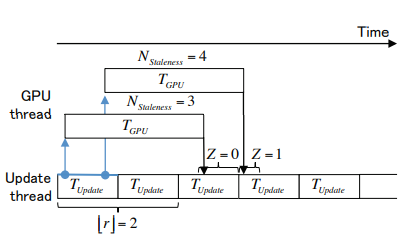 Time
N_Staleness = 4
T_GPU
GPU thread
N_Staleness = 3
T_GPU
Z = 0 Z = 1
Update thread
T_Update T_Update T_Update T_Update T_Update
⌊r⌋ = 2